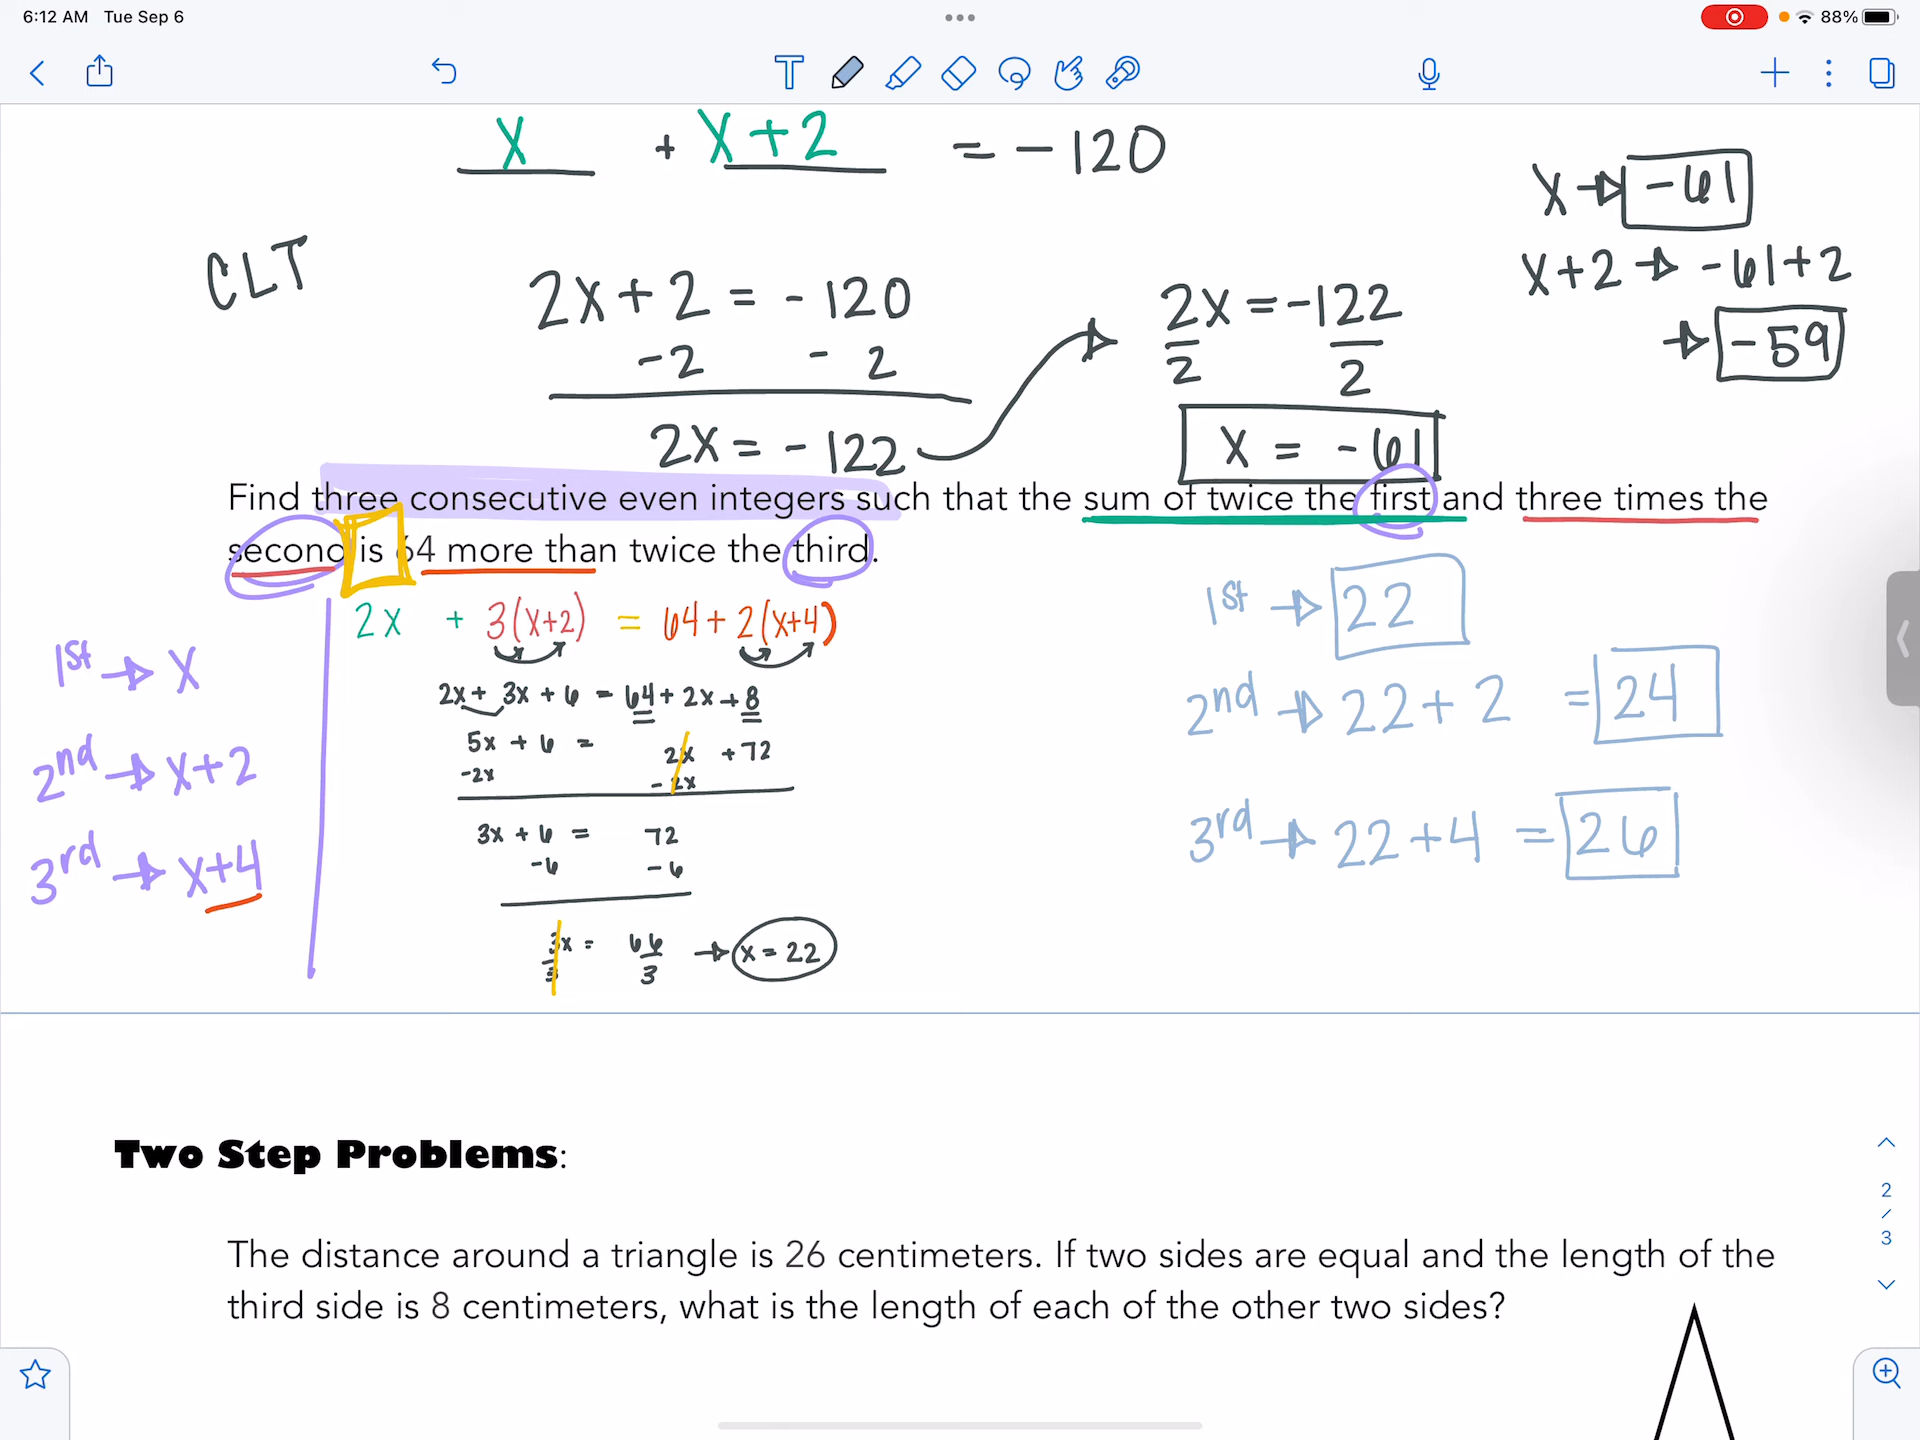 6:12 AM Tue Sep 6
88%
T
x + x+2 = -120
x → -61
CLT
x+2 → -61+2
2x+2 = -120
2x = -122
→ -59
-2 -2
2 2
2x = -122
x = -61
Find three consecutive even integers such that the sum of twice the first and three times the
second is 64 more than twice the third.
1st → x
2nd → x+2
3rd → x+4
2x + 3(x+2) = 64+2(x+4)
2x+ 3x+6 = 64+2x+8
5x+6 = 2x +72
-2x -2x
3x+6 = 72
-6 -6
3x = 66 → x=22
3 3
1st → 22
2nd → 22+2 = 24
3rd → 22+4 = 26
Two Step Problems:
The distance around a triangle is 26 centimeters. If two sides are equal and the length of the
third side is 8 centimeters, what is the length of each of the other two sides?
2
/
3